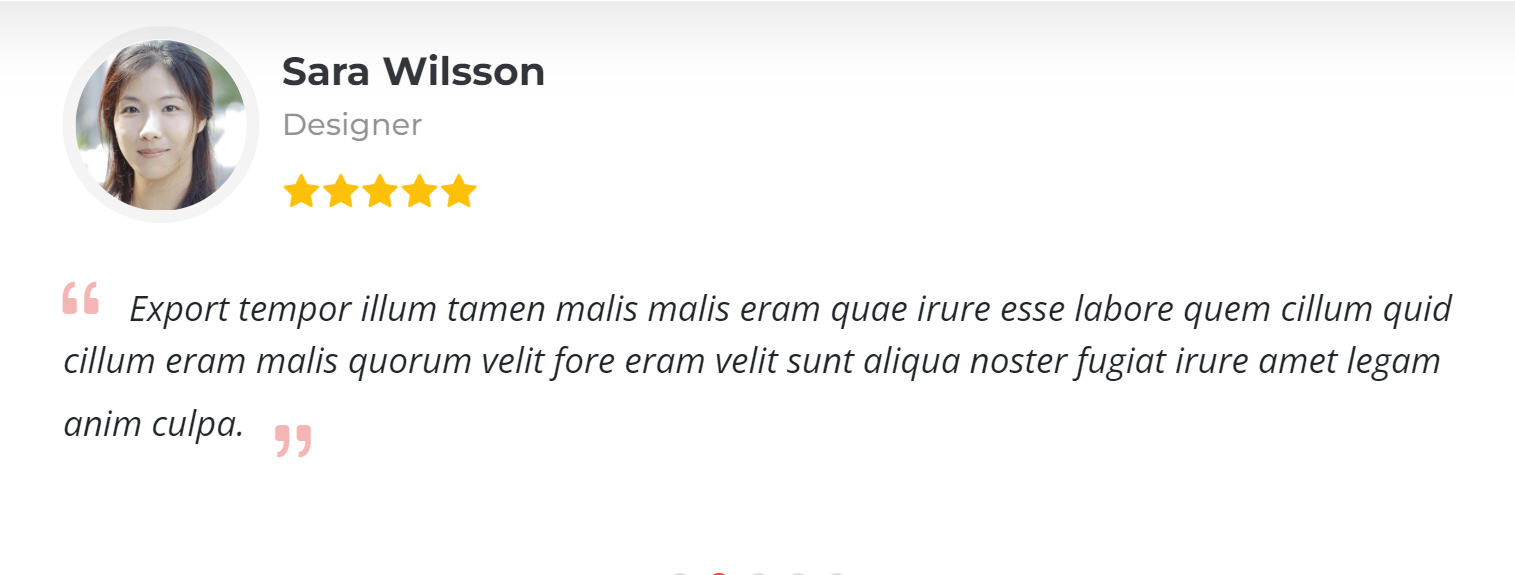 Sara Wilsson
Designer
“ Export tempor illum tamen malis malis eram quae irure esse labore quem cillum quid
cillum eram malis quorum velit fore eram velit sunt aliqua noster fugiat irure amet legam
anim culpa. ”